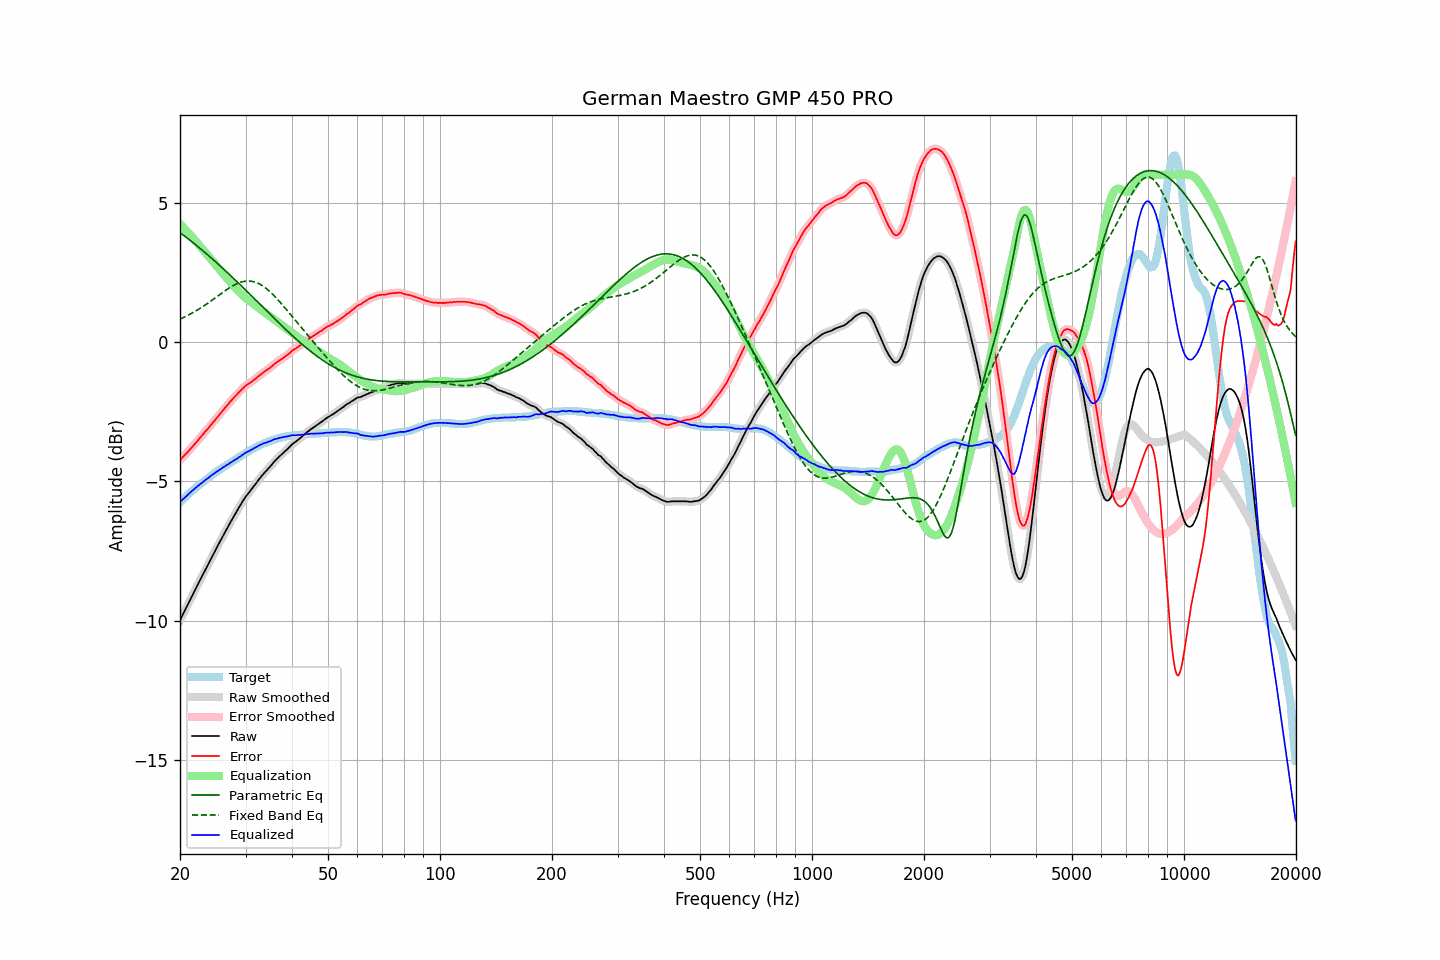 German Maestro GMP 450 PRO
Amplitude (dBr)
5
0
−5
−10
−15
Target
Raw Smoothed
Error Smoothed
Raw
Error
Equalization
Parametric Eq
Fixed Band Eq
Equalized
20 50 100 200 500 1000 2000 5000 10000 20000
Frequency (Hz)